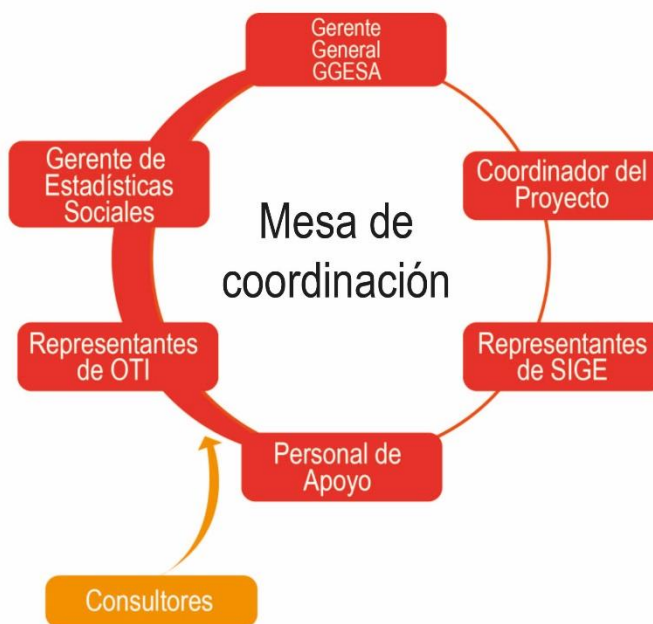 Gerente
General
GGESA
Gerente de
Estadísticas
Sociales
Coordinador del
Proyecto
Mesa de
coordinación
Representantes
de OTI
Representantes
de SIGE
Personal de
Apoyo
Consultores